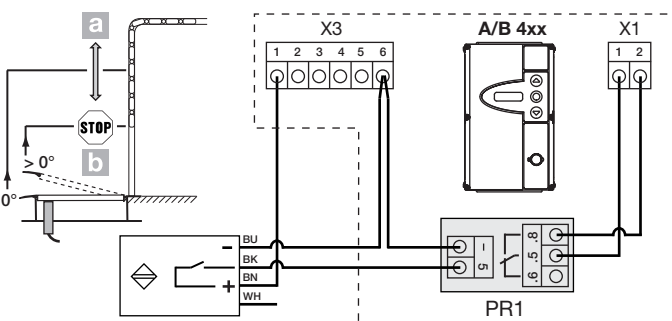 a
STOP
b
> 0°
0°
X3
1 2 3 4 5 6
A/B 4xx
X1
1 2
BU
BK
BN
WH
–
+
–
5
.8
.5
.6
PR1